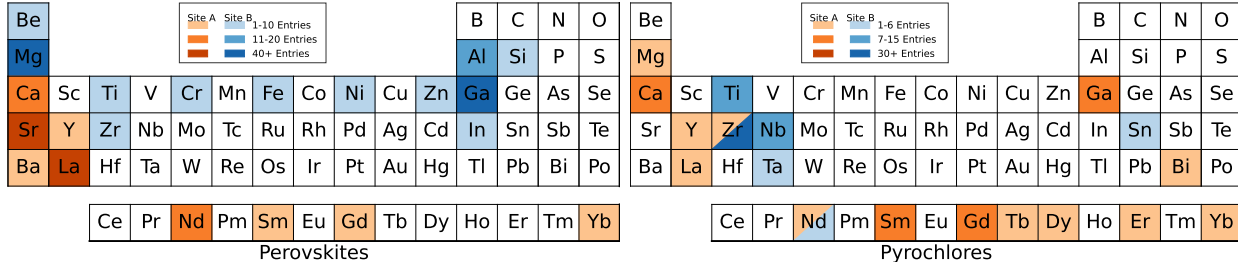 Be B C N O Be B C N O
Site A Site B Site A Site B
1-10 Entries 1-6 Entries
11-20 Entries 7-15 Entries
40+ Entries 30+ Entries
Mg Al Si P S Mg Al Si P S
Ca Sc Ti V Cr Mn Fe Co Ni Cu Zn Ga Ge As Se Ca Sc Ti V Cr Mn Fe Co Ni Cu Zn Ga Ge As Se
Sr Y Zr Nb Mo Tc Ru Rh Pd Ag Cd In Sn Sb Te Sr Y Zr Nb Mo Tc Ru Rh Pd Ag Cd In Sn Sb Te
Ba La Hf Ta W Re Os Ir Pt Au Hg Tl Pb Bi Po Ba La Hf Ta W Re Os Ir Pt Au Hg Tl Pb Bi Po
Ce Pr Nd Pm Sm Eu Gd Tb Dy Ho Er Tm Yb Ce Pr Nd Pm Sm Eu Gd Tb Dy Ho Er Tm Yb
Perovskites Pyrochlores